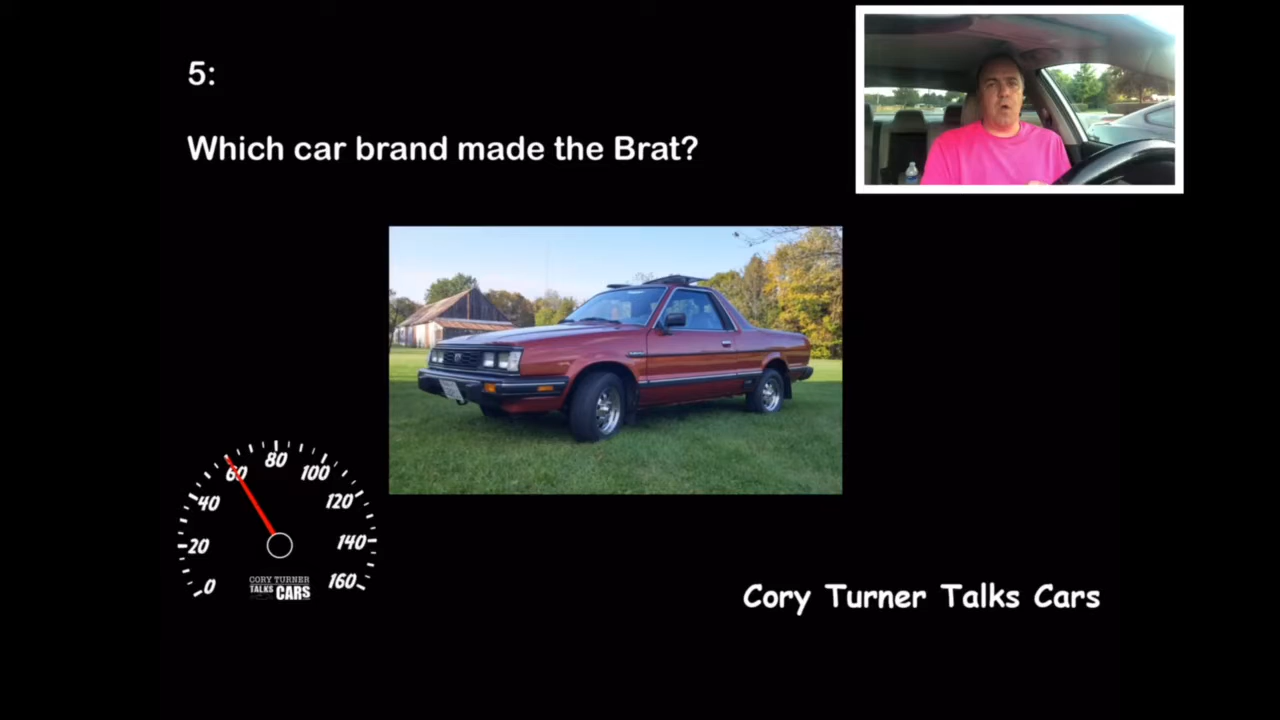 5:
Which car brand made the Brat?
0
20
40
60
80
100
120
140
160
CORY TURNER
TALKS CARS
Cory Turner Talks Cars